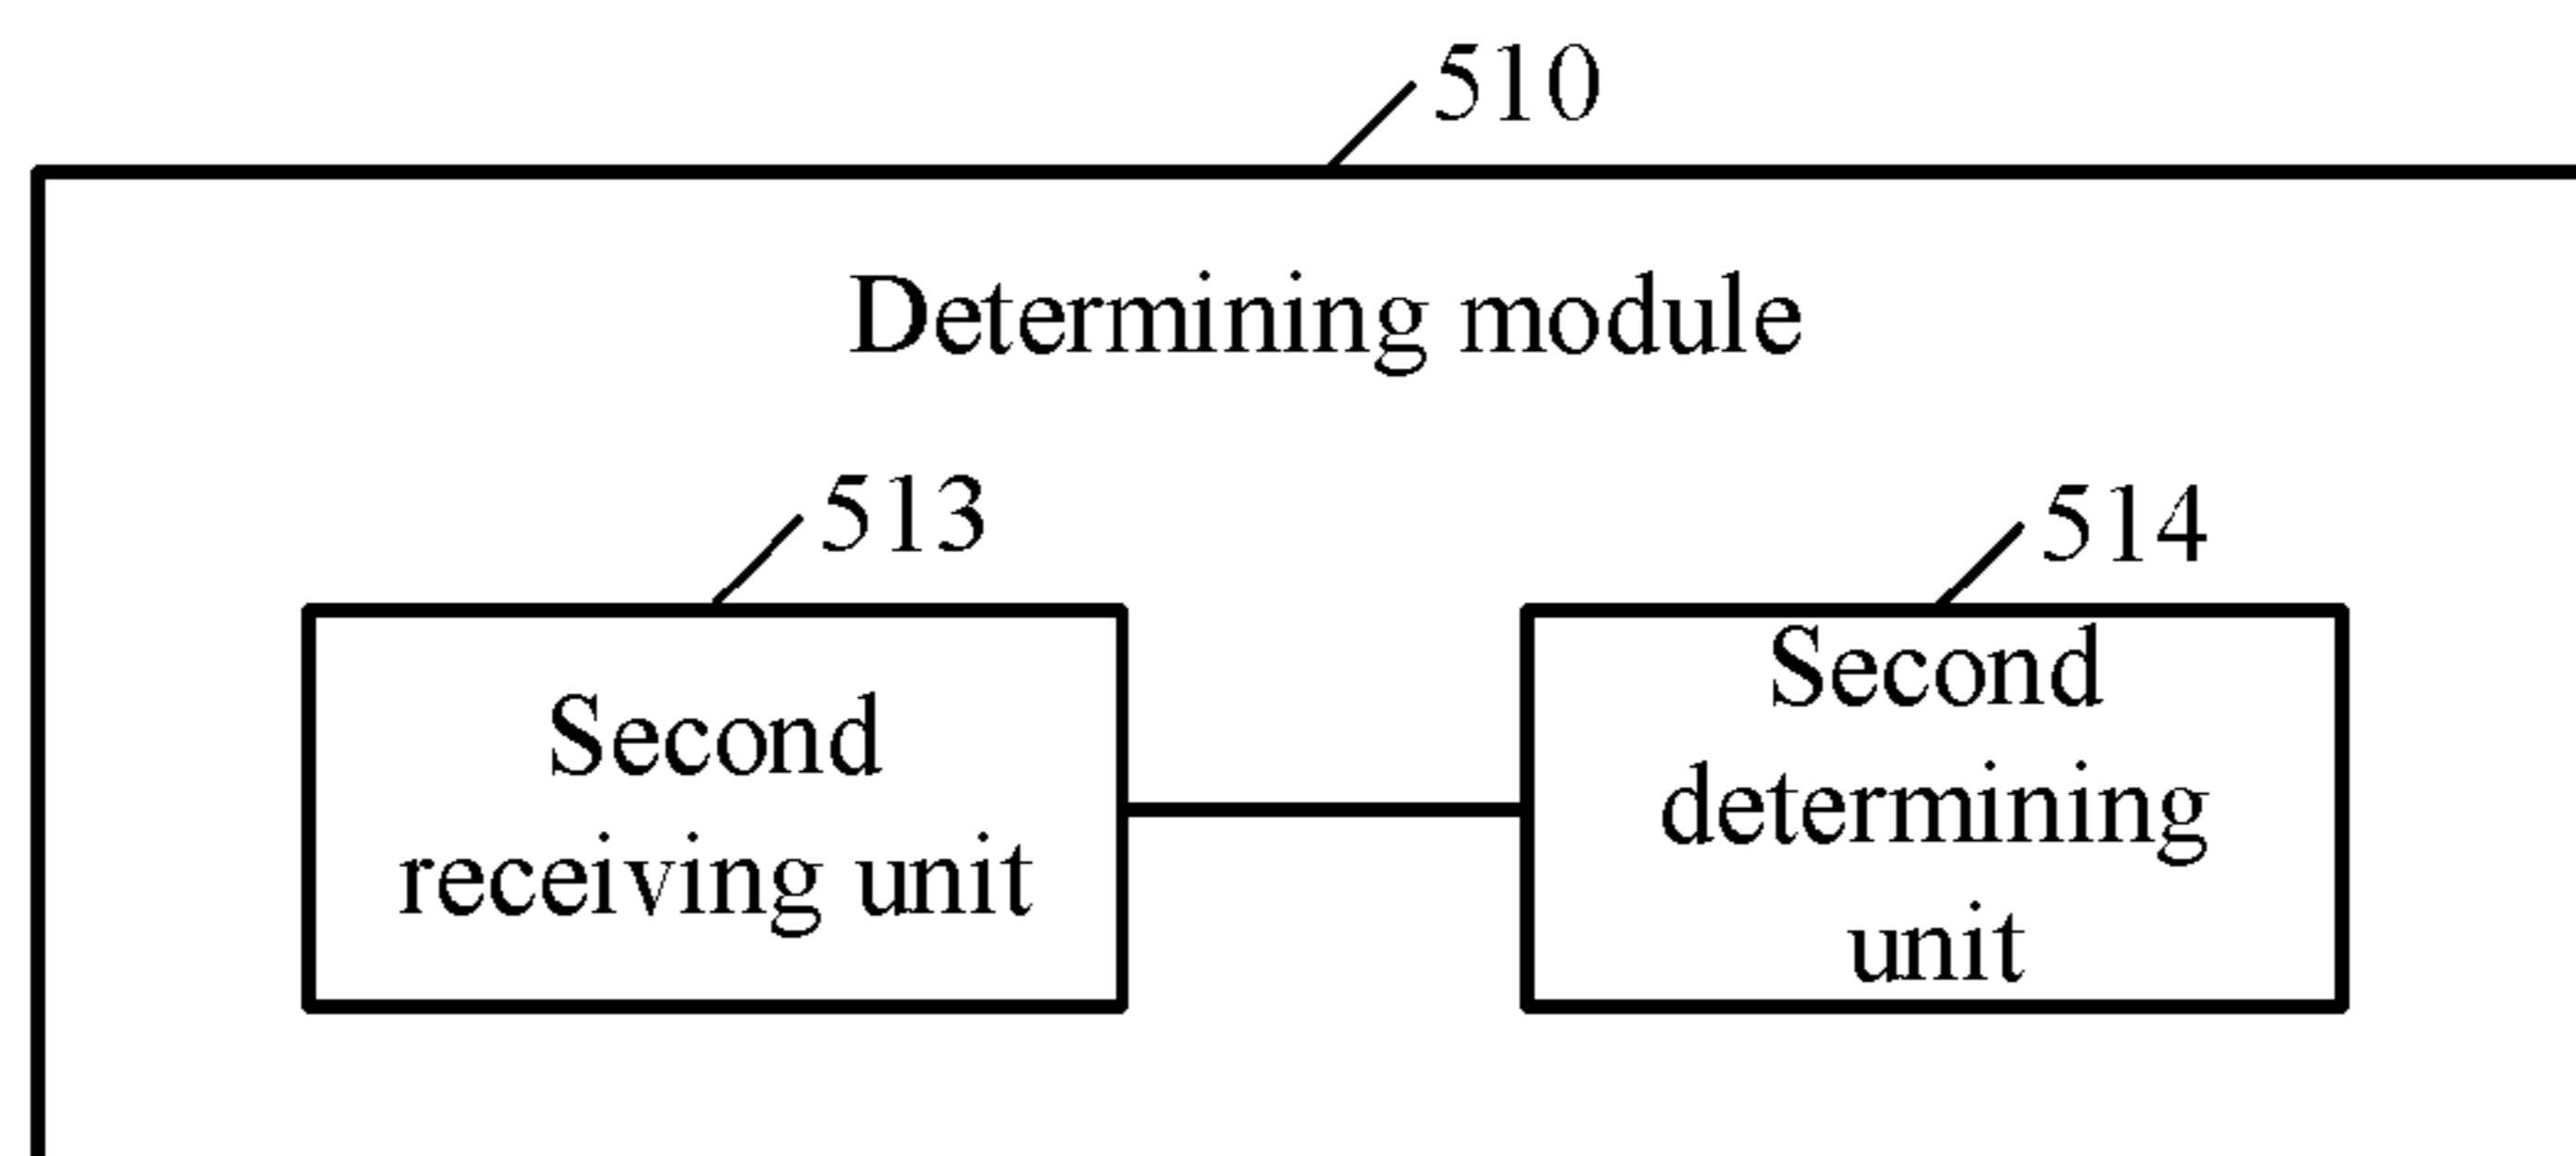 510
Determining module
513
514
Second
receiving unit
Second
determining
unit